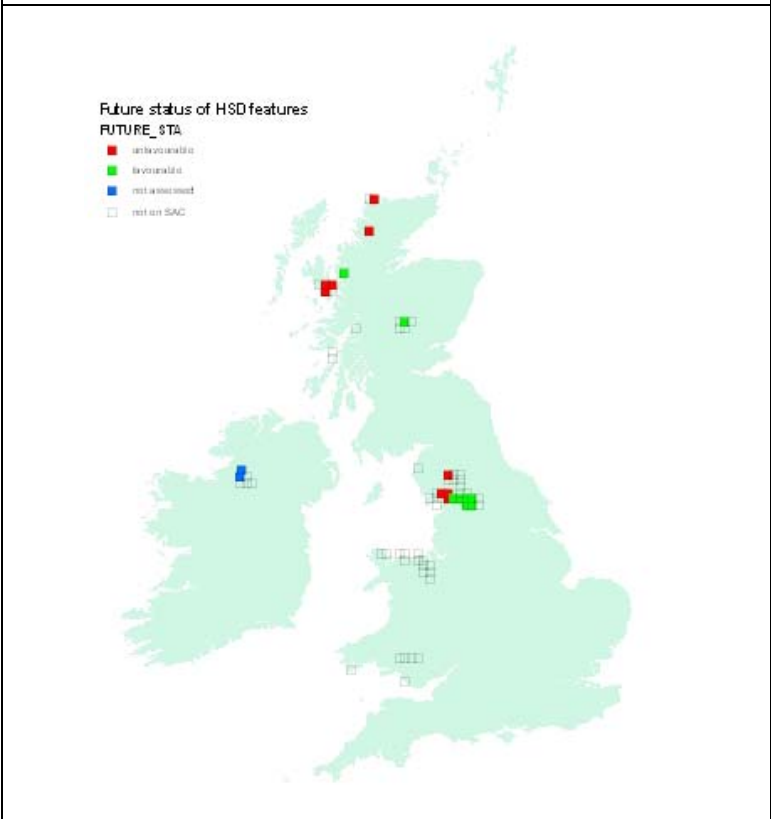 Future status of HSD features
FUTURE_STA
unfavourable
favourable
not assessed
not on SAC